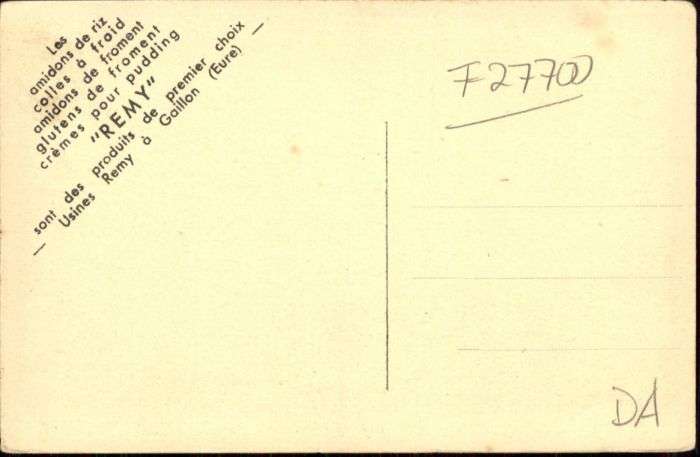 Les
amidons de riz
colles à froid
amidons de froment
glutens de froment
crèmes pour pudding
"REMY"
sont des produits de premier choix
— Usines Remy à Gaillon (Eure) —
F27700
DA